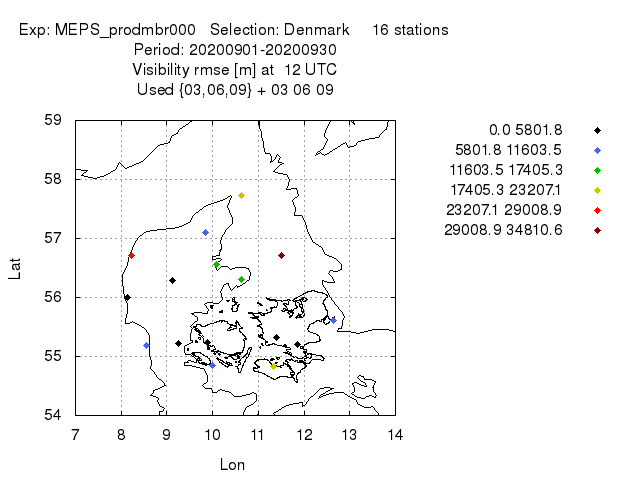 Exp: MEPS_prodmbr000 Selection: Denmark 16 stations
Period: 20200901-20200930
Visibility rmse [m] at 12 UTC
Used {03,06,09} + 03 06 09
0.0 5801.8
5801.8 11603.5
11603.5 17405.3
17405.3 23207.1
23207.1 29008.9
29008.9 34810.6
Lat
59
58
57
56
55
54
7 8 9 10 11 12 13 14
Lon